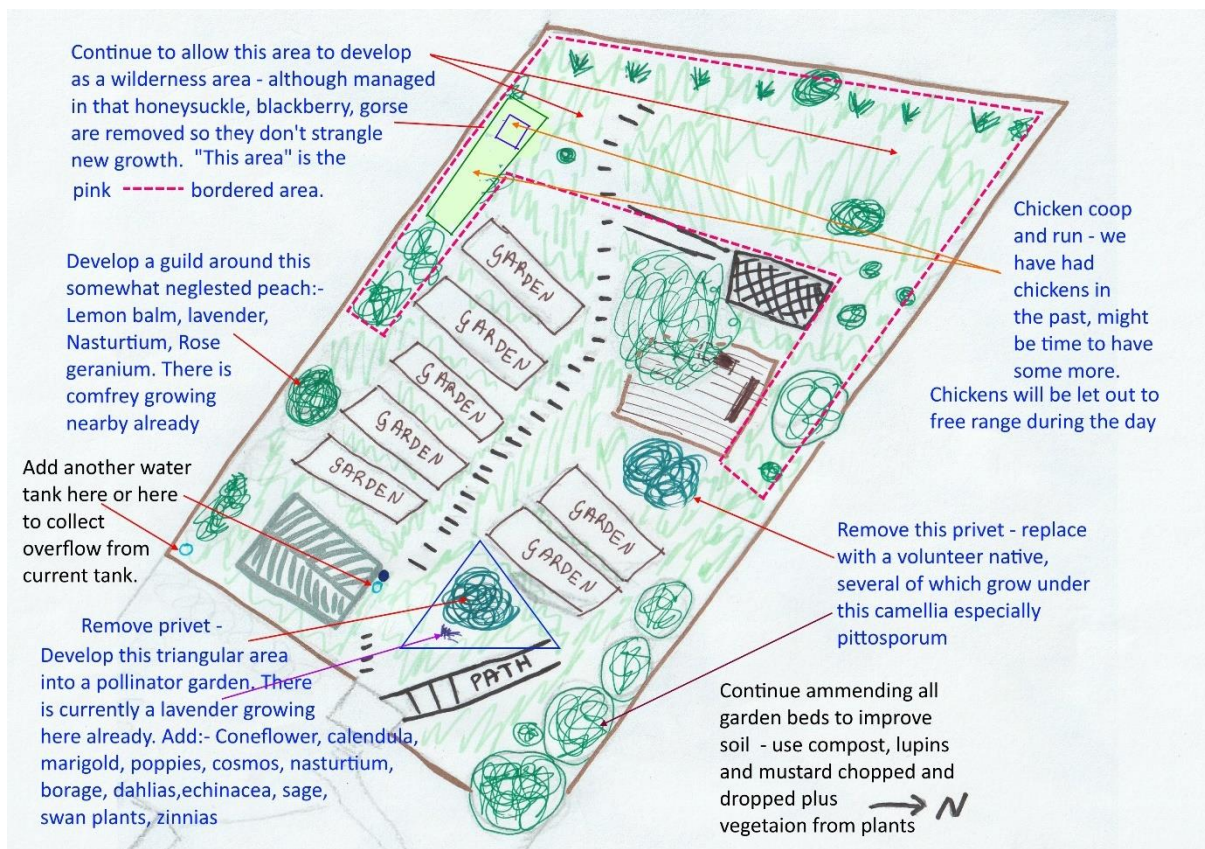 Continue to allow this area to develop
as a wilderness area - although managed
in that honeysuckle, blackberry, gorse
are removed so they don't strangle
new growth. "This area" is the
pink bordered area.
Chicken coop
and run - we
have had
chickens in
the past, might
be time to have
some more.
Chickens will be let out to
free range during the day
Develop a guild around this
somewhat neglested peach:-
Lemon balm, lavender,
Nasturtium, Rose
geranium. There is
comfrey growing
nearby already
GARDEN
GARDEN
GARDEN
GARDEN
GARDEN
GARDEN
GARDEN
Add another water
tank here or here
to collect
overflow from
current tank.
Remove this privet - replace
with a volunteer native,
several of which grow under
this camellia especially
pittosporum
Remove privet -
Develop this triangular area
into a pollinator garden. There
is currently a lavender growing
here already. Add:- Coneflower, calendula,
marigold, poppies, cosmos, nasturtium,
borage, dahlias,echinacea, sage,
swan plants, zinnias
PATH
Continue ammending all
garden beds to improve
soil - use compost, lupins
and mustard chopped and
dropped plus
vegetaion from plants
N